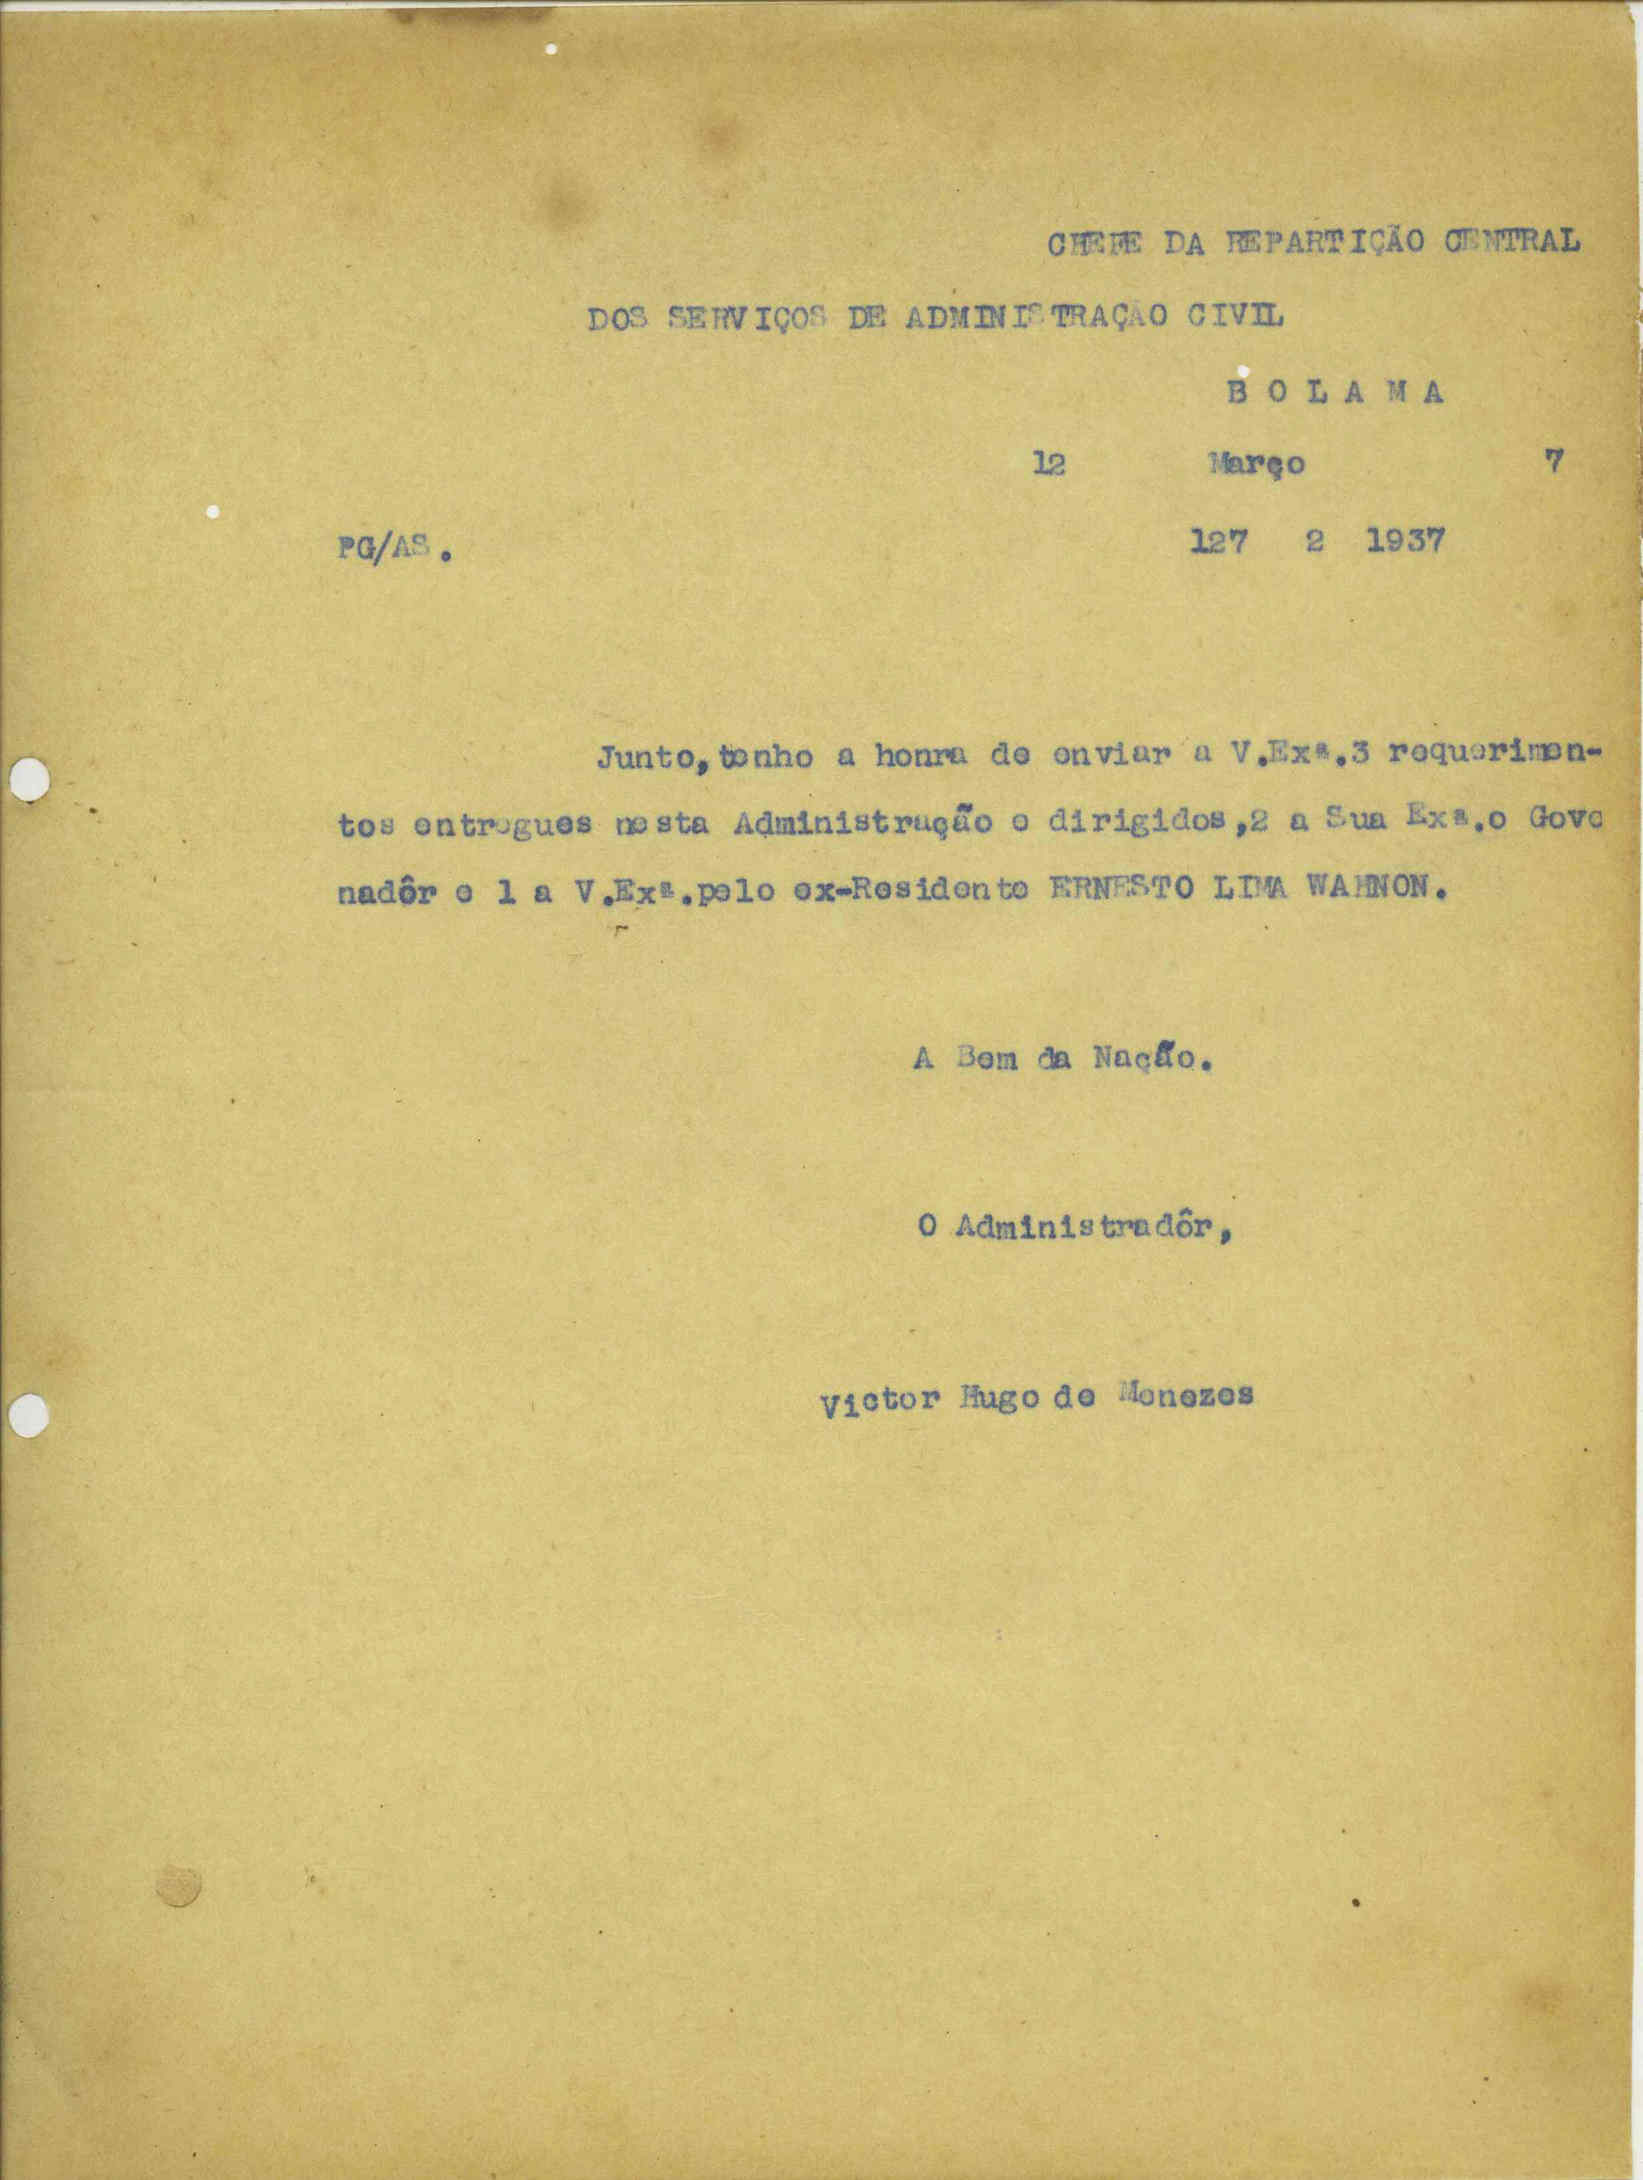 CHEFE DA REPARTIÇÃO CENTRAL
DOS SERVIÇOS DE ADMINISTRAÇÃO CIVIL
B O L A M A
12 Março 7
PG/AS. 127 2 1937
Junto,tenho a honra de enviar a V.Exª.3 requerimen-
tos entregues nesta Administração e dirigidos,2 a Sua Exª.o Gove
nadôr e 1 a V.Exª.pelo ex-Residente ERNESTO LIMA WAHNON.
A Bem da Nação.
O Administradôr,
Victor Hugo de Menezes